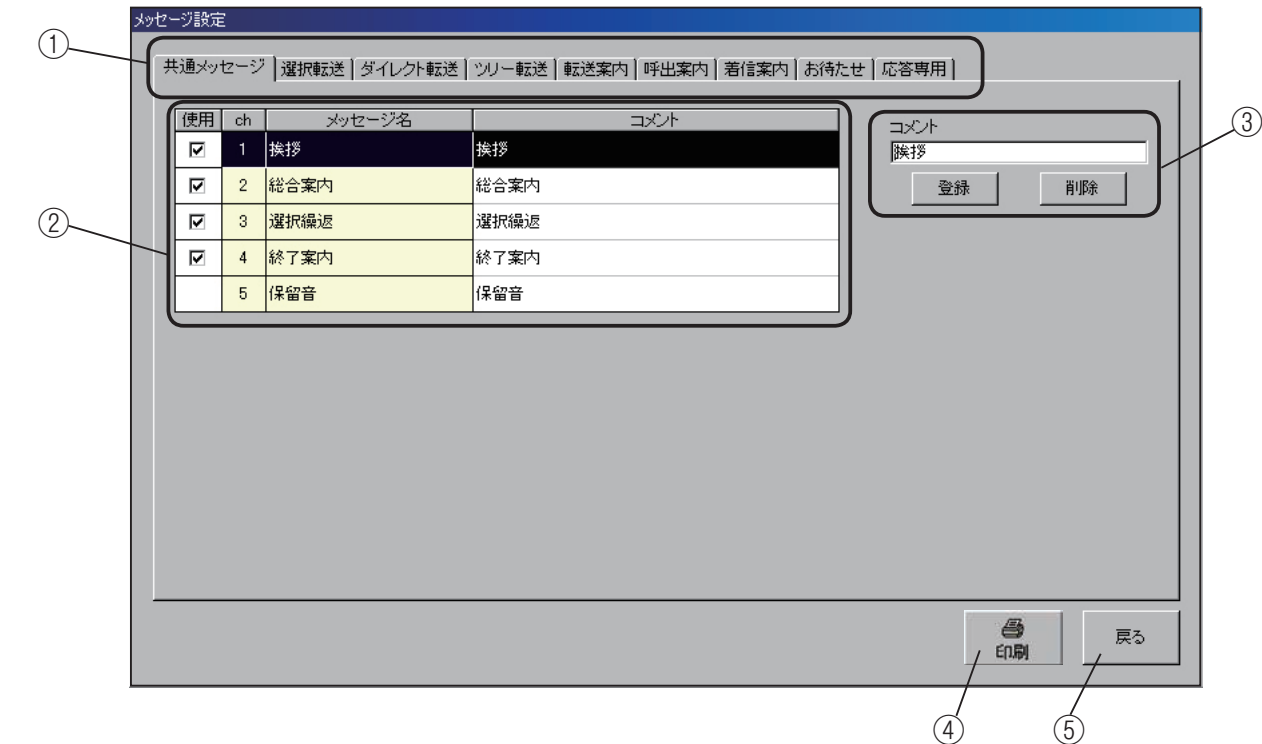 メッセージ設定
①
共通メッセージ 選択転送 ダイレクト転送 ツリー転送 転送案内 呼出案内 着信案内 お待たせ 応答専用
使用 ch メッセージ名 コメント
1 挨拶 挨拶
2 総合案内 総合案内
3 選択繰返 選択繰返
4 終了案内 終了案内
5 保留音 保留音
②
コメント
挨拶
登録 削除
③
印刷
戻る
④ ⑤